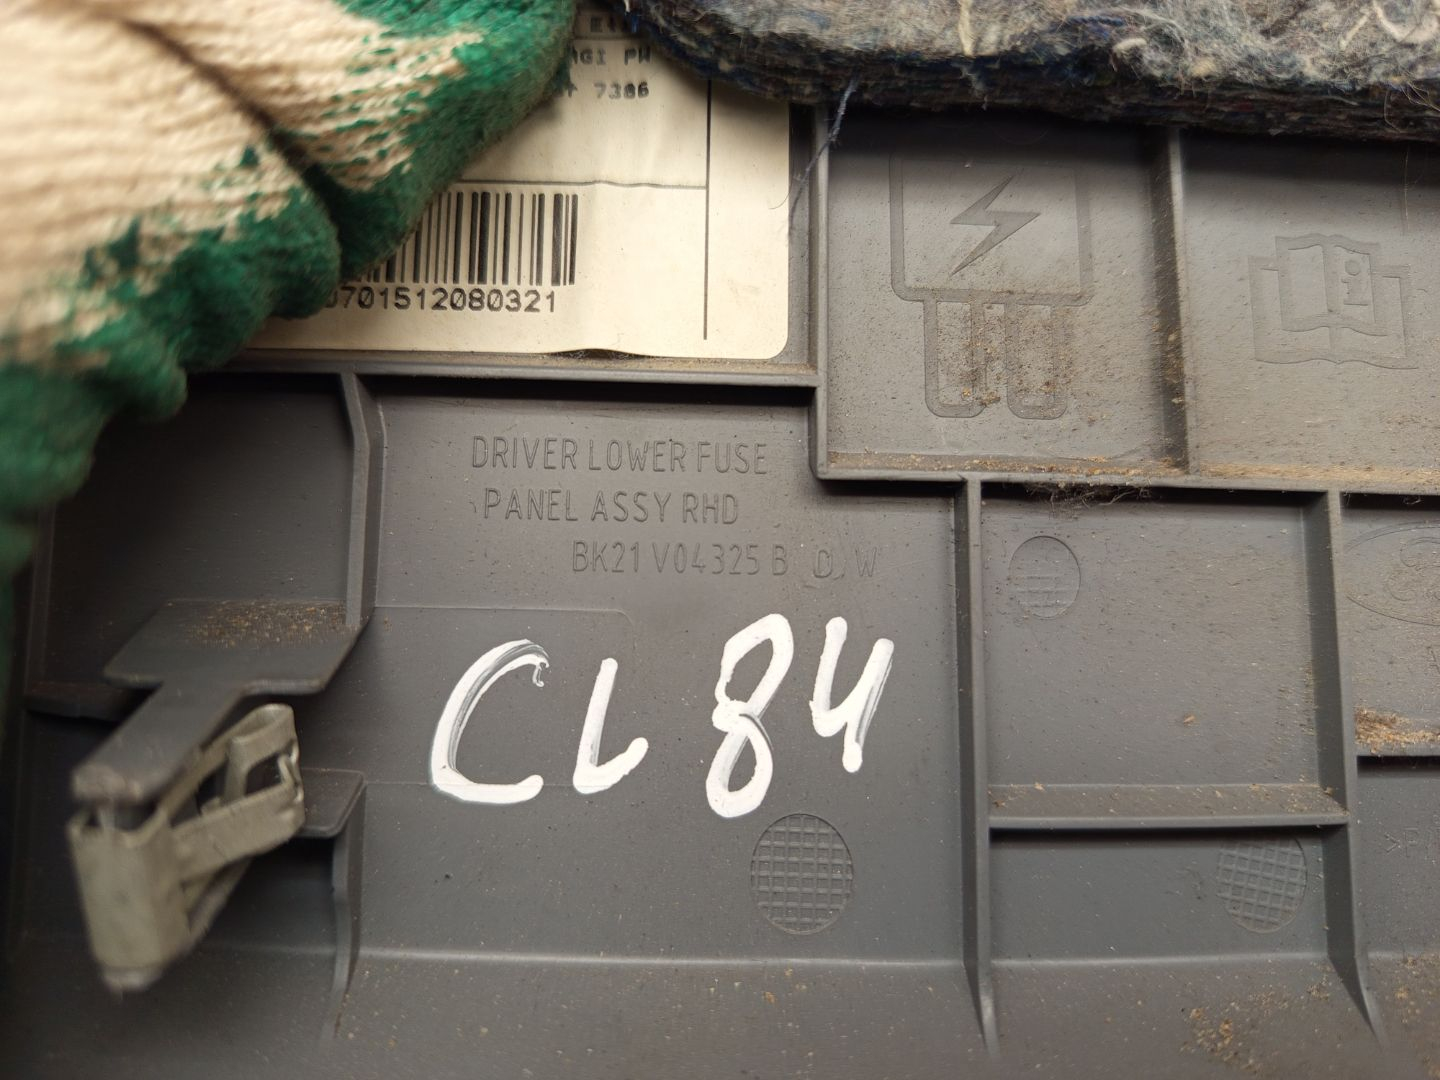 7386
0701512080321
DRIVER LOWER FUSE
PANEL ASSY RHD
BK21 V04325 B D W
CL 84